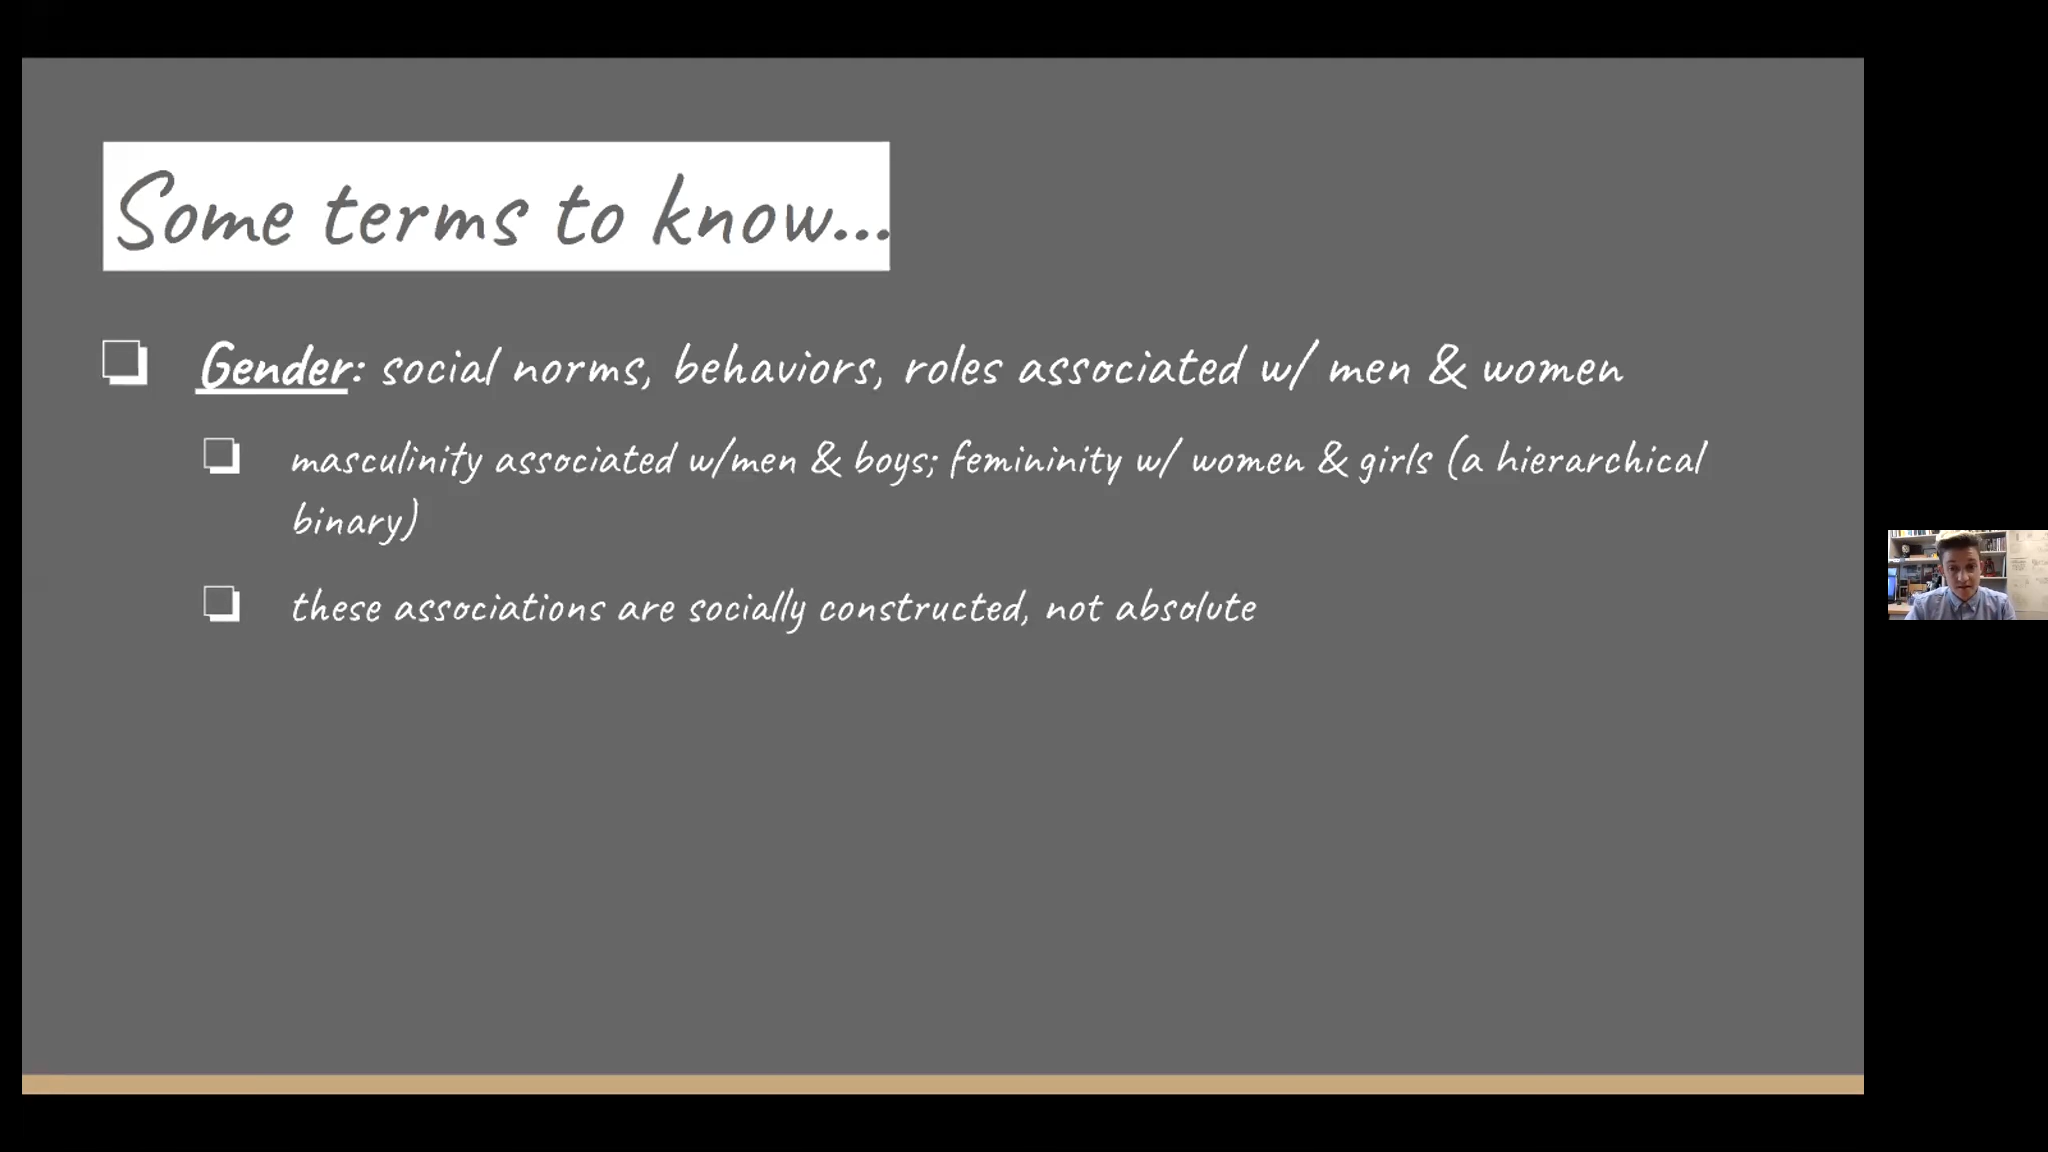 Some terms to know...
Gender: social norms, behaviors, roles associated w/ men & women
masculinity associated w/men & boys; femininity w/ women & girls (a hierarchical
binary)
these associations are socially constructed, not absolute